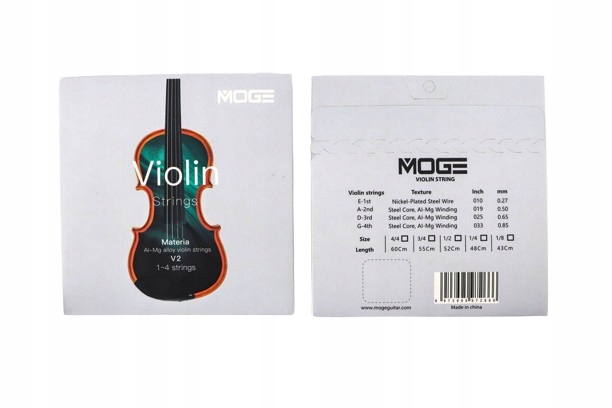 MOGE
Violin
Strings
Materia
Al-Mg alloy violin strings
V2
1~4 strings
MOGE
VIOLIN STRING
Violin strings Texture Inch mm
E-1st Nickel-Plated Steel Wire 010 0.27
A-2nd Steel Core, Al-Mg Winding 019 0.50
D-3rd Steel Core, Al-Mg Winding 025 0.65
G-4th Steel Core, Al-Mg Winding 033 0.85
Size 4/4 3/4 1/2 1/4 1/8
Length 60Cm 55Cm 52Cm 48Cm 43Cm
www.mogeguitar.com Made in china